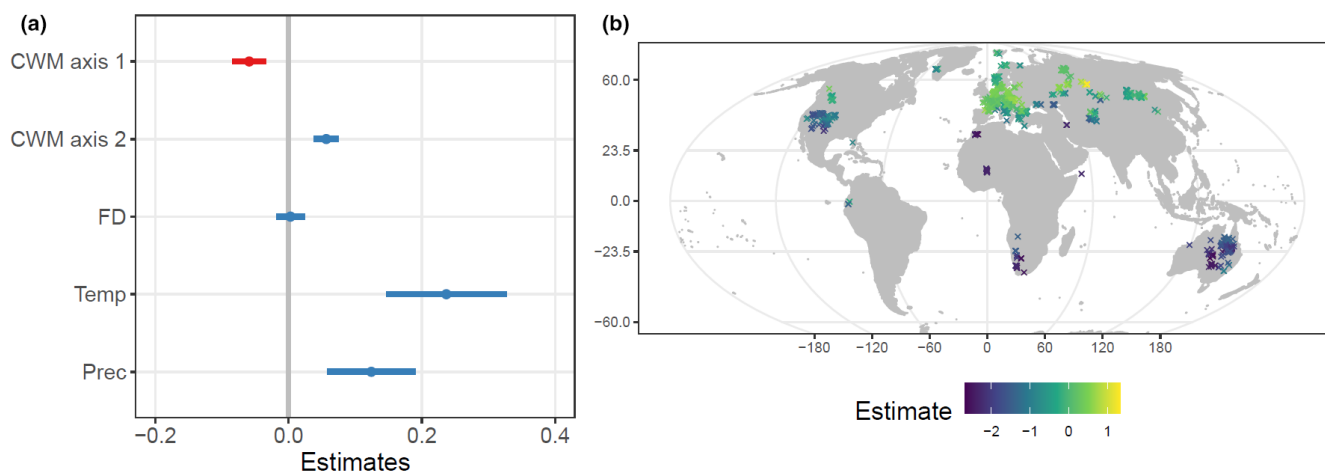 (a)
CWM axis 1
CWM axis 2
FD
Temp
Prec
−0.2 0.0 0.2 0.4
Estimates
(b)
60.0
23.5
0.0
−23.5
−60.0
−180 −120 −60 0 60 120 180
Estimate
−2 −1 0 1